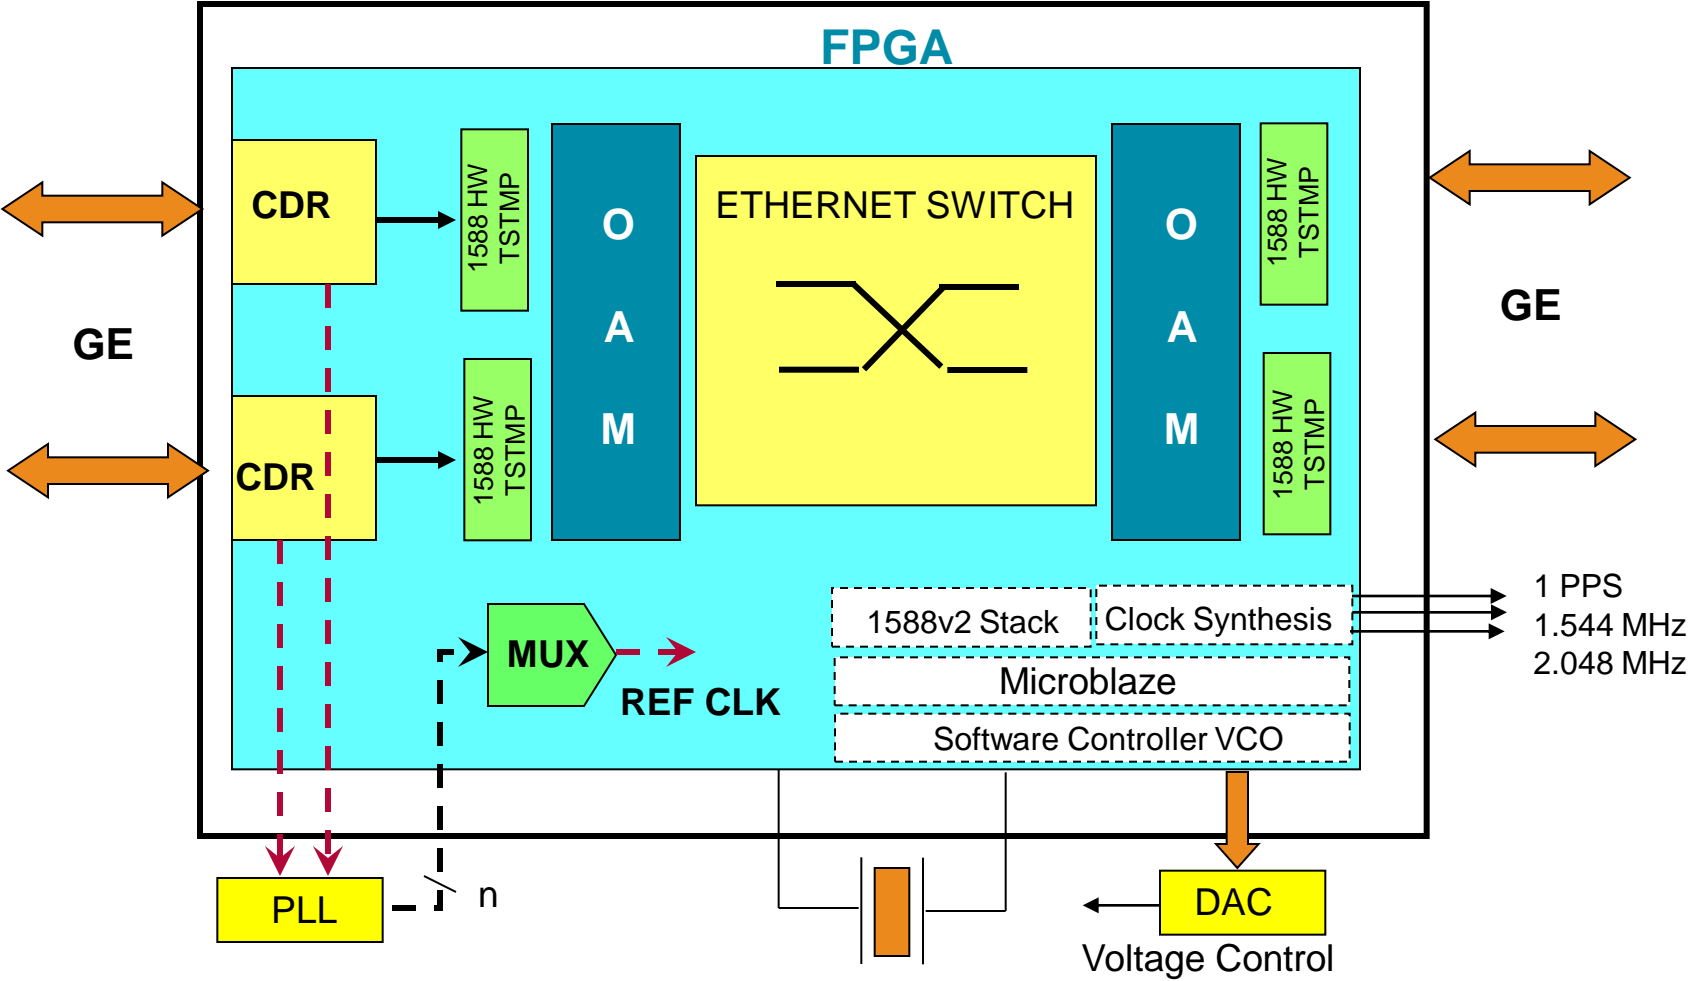 FPGA
CDR
1588 HW
TSTMP
O
A
M
ETHERNET SWITCH
O
A
M
1588 HW
TSTMP
GE
GE
CDR
1588 HW
TSTMP
1588 HW
TSTMP
MUX
REF CLK
1588v2 Stack
Clock Synthesis
Microblaze
Software Controller VCO
1 PPS
1.544 MHz
2.048 MHz
PLL
n
DAC
Voltage Control